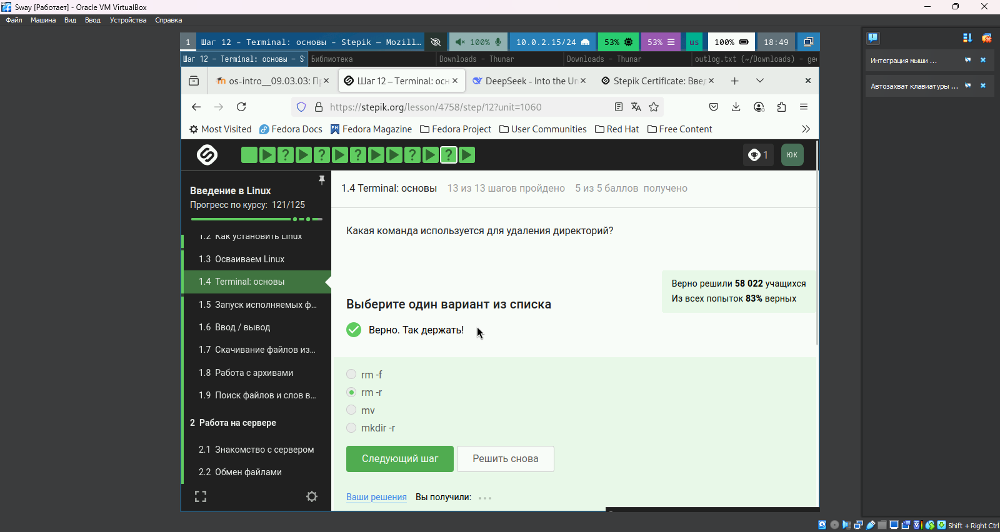 Sway [Работает] - Oracle VM VirtualBox
Файл Машина Вид Ввод Устройства Справка
1 Шаг 12 - Terminal: основы - Stepik — Mozill… 100% 10.0.2.15/24 53% 53% us 100% 18:49
Шаг 12 - Terminal: основы - S Библиотека Downloads - Thunar Downloads - Thunar outlog.txt (~/Downloads) - ge
os-intro__09.03.03: П Шаг 12 – Terminal: осн DeepSeek - Into the Un Stepik Certificate: Введ
https://stepik.org/lesson/4758/step/12?unit=1060
Most Visited Fedora Docs Fedora Magazine Fedora Project User Communities Red Hat Free Content
1 ЮК
Введение в Linux
Прогресс по курсу: 121/125
1.2 Как установить Linux
1.3 Осваиваем Linux
1.4 Terminal: основы
1.5 Запуск исполняемых ф...
1.6 Ввод / вывод
1.7 Скачивание файлов из...
1.8 Работа с архивами
1.9 Поиск файлов и слов в...
2 Работа на сервере
2.1 Знакомство с сервером
2.2 Обмен файлами
1.4 Terminal: основы 13 из 13 шагов пройдено 5 из 5 баллов получено
Какая команда используется для удаления директорий?
Верно решили 58 022 учащихся
Из всех попыток 83% верных
Выберите один вариант из списка
Верно. Так держать!
rm -f
rm -r
mv
mkdir -r
Следующий шаг Решить снова
Ваши решения Вы получили:
Интеграция мыши ...
Автозахват клавиатуры ...
Shift + Right Ctrl